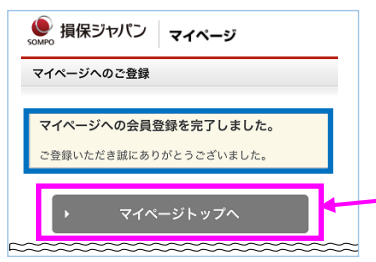 損保ジャパン マイページ
SOMPO
マイページへのご登録
マイページへの会員登録を完了しました。
ご登録いただき誠にありがとうございました。
マイページトップへ